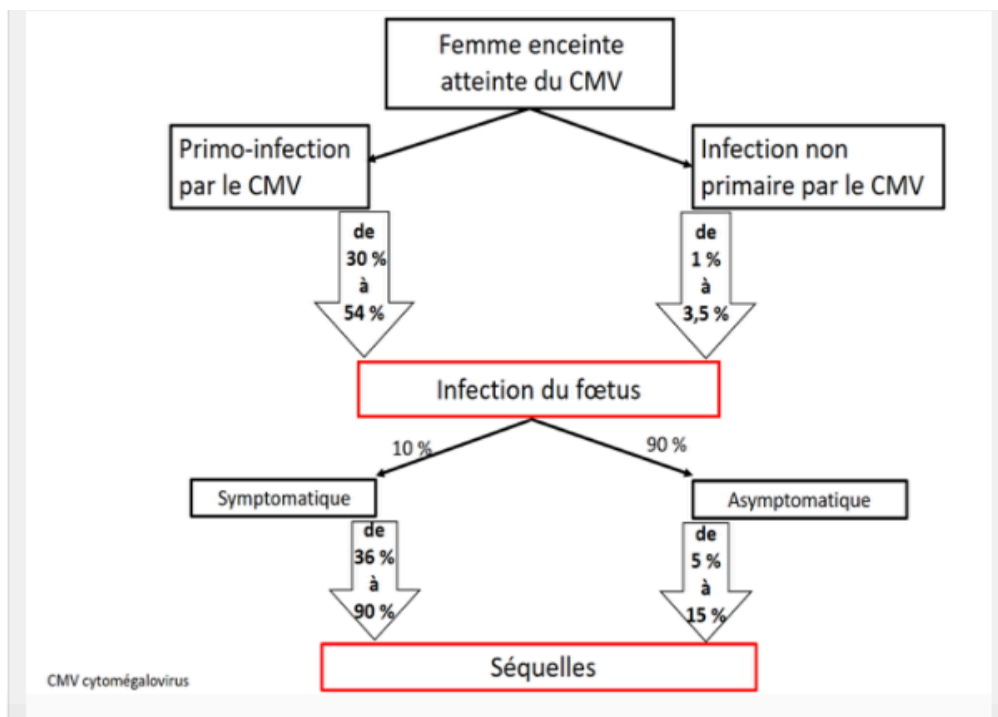 Femme enceinte
atteinte du CMV
Primo-infection
par le CMV
Infection non
primaire par le CMV
de
30 %
à
54 %
de
1 %
à
3,5 %
Infection du fœtus
10 %
90 %
Symptomatique
Asymptomatique
de
36 %
à
90 %
de
5 %
à
15 %
Séquelles
CMV cytomégalovirus